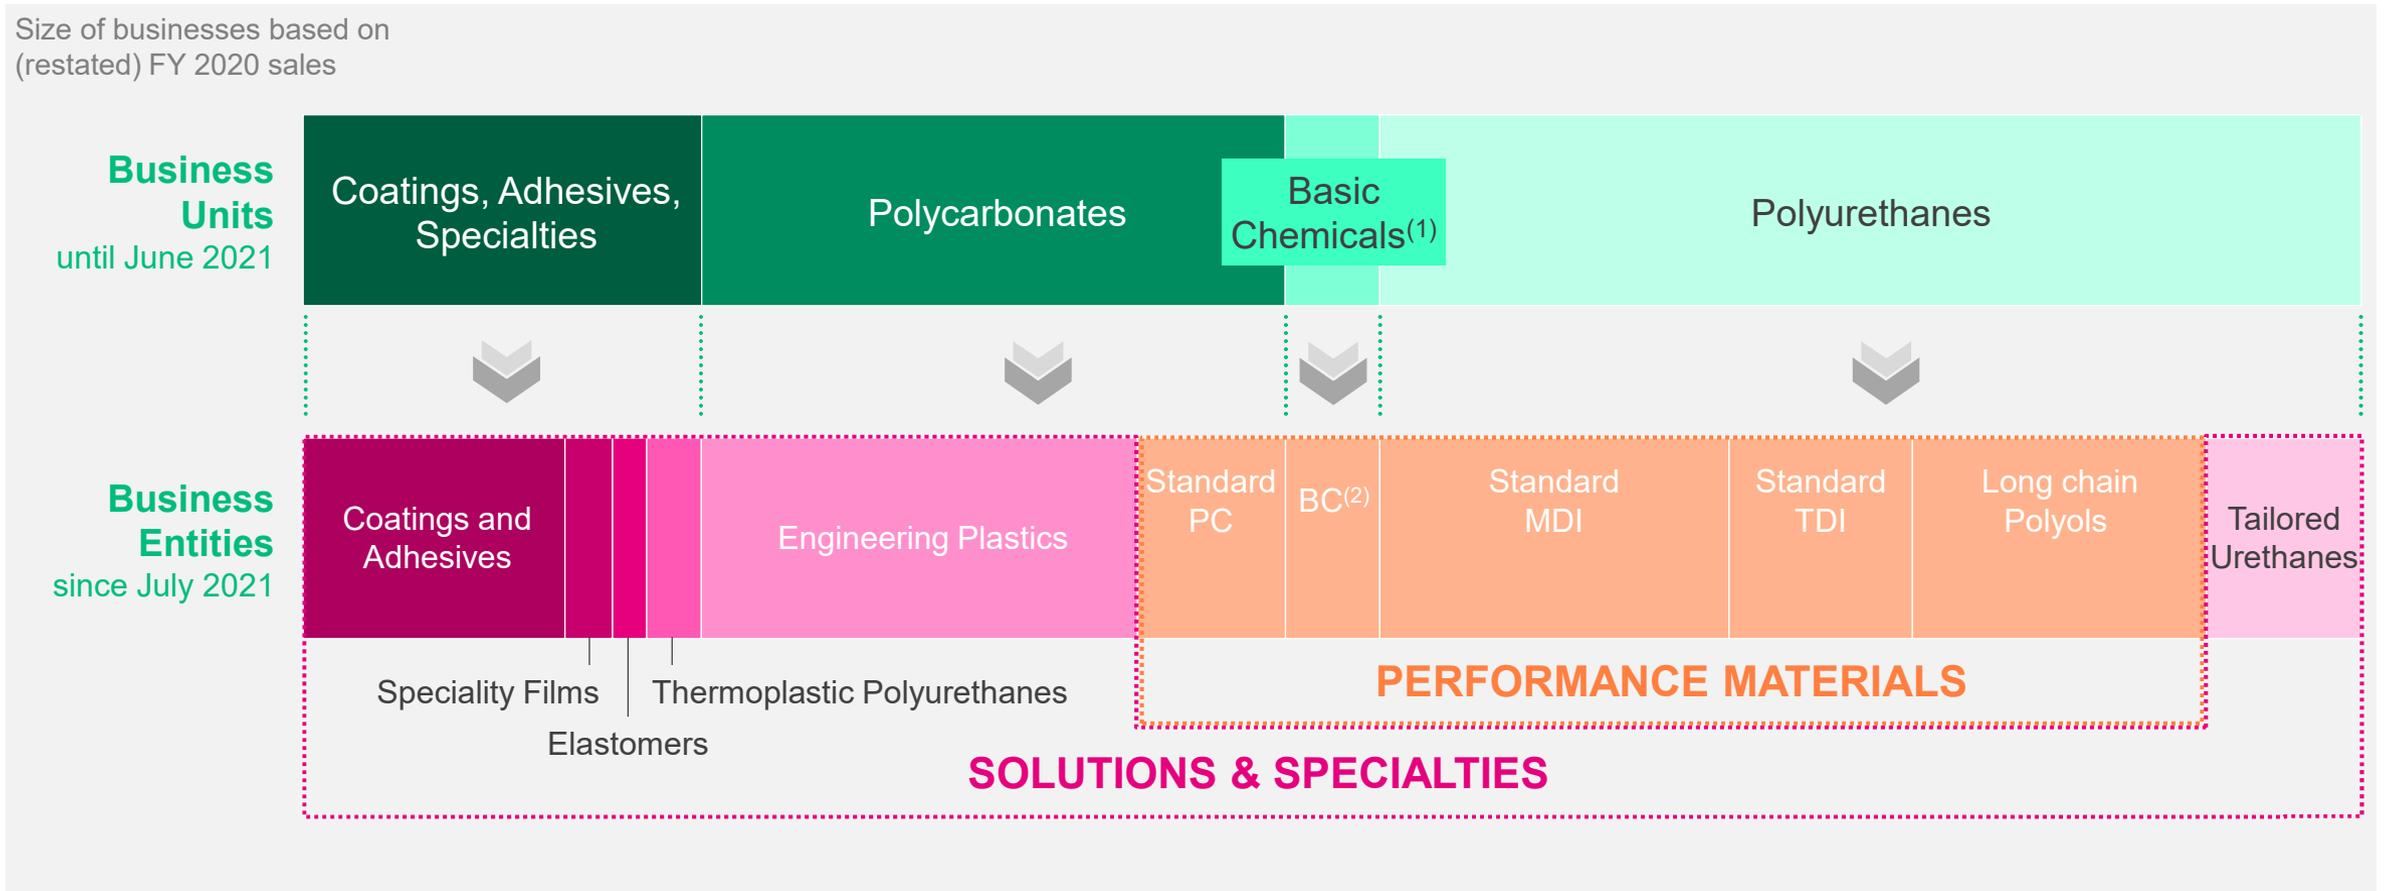 Size of businesses based on
(restated) FY 2020 sales
Business
Units
until June 2021
Coatings, Adhesives,
Specialties
Polycarbonates
Basic
Chemicals(1)
Polyurethanes
Business
Entities
since July 2021
Coatings and
Adhesives
Engineering Plastics
Standard
PC
BC(2)
Standard
MDI
Standard
TDI
Long chain
Polyols
Tailored
Urethanes
Speciality Films
Thermoplastic Polyurethanes
Elastomers
PERFORMANCE MATERIALS
SOLUTIONS & SPECIALTIES